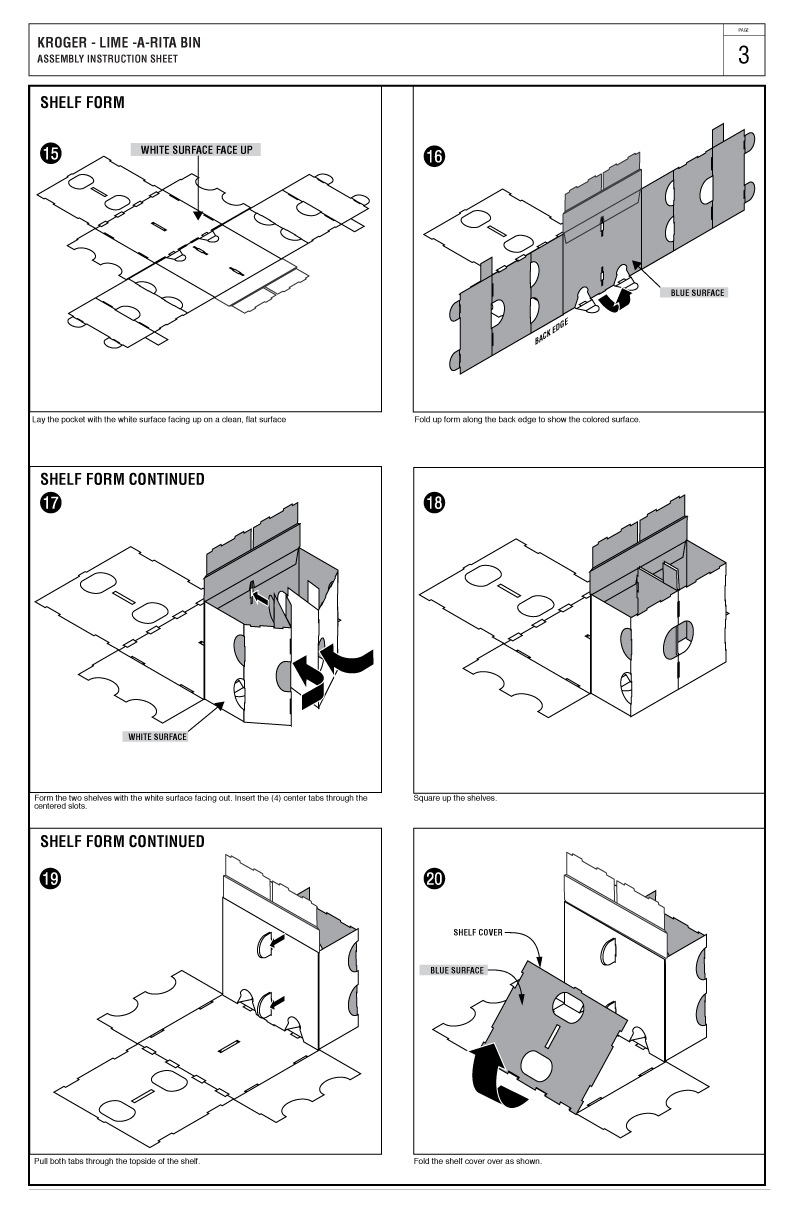 KROGER - LIME -A-RITA BIN
ASSEMBLY INSTRUCTION SHEET
PAGE
3
SHELF FORM
15
WHITE SURFACE FACE UP
Lay the pocket with the white surface facing up on a clean, flat surface
16
BLUE SURFACE
BACK EDGE
Fold up form along the back edge to show the colored surface.
SHELF FORM CONTINUED
17
WHITE SURFACE
Form the two shelves with the white surface facing out. Insert the (4) center tabs through the
centered slots.
18
Square up the shelves.
SHELF FORM CONTINUED
19
Pull both tabs through the topside of the shelf.
20
SHELF COVER
BLUE SURFACE
Fold the shelf cover over as shown.